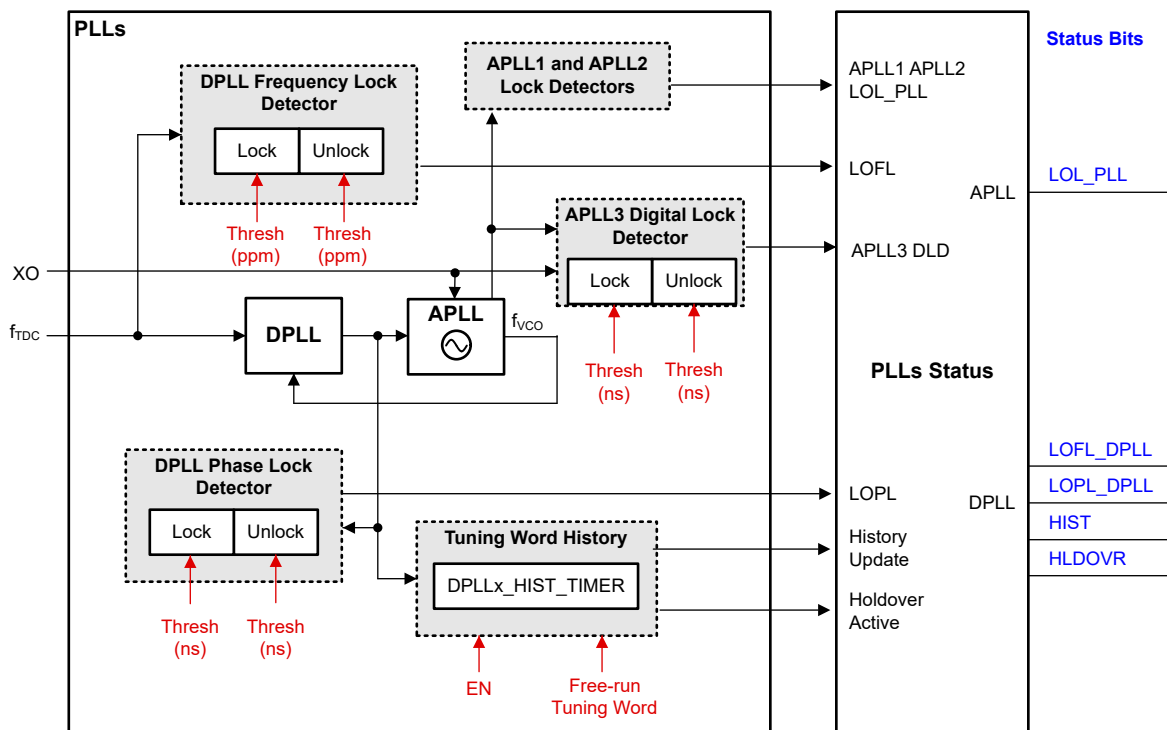 PLLs
DPLL Frequency Lock
Detector
Lock
Unlock
Thresh
(ppm)
Thresh
(ppm)
APLL1 and APLL2
Lock Detectors
APLL3 Digital Lock
Detector
Lock
Unlock
Thresh
(ns)
Thresh
(ns)
XO
fTDC
DPLL
APLL
fVCO
DPLL Phase Lock
Detector
Lock
Unlock
Thresh
(ns)
Thresh
(ns)
Tuning Word History
DPLLx_HIST_TIMER
EN
Free-run
Tuning Word
APLL1 APLL2
LOL_PLL
LOFL
APLL
APLL3 DLD
PLLs Status
LOPL
DPLL
History
Update
Holdover
Active
Status Bits
LOL_PLL
LOFL_DPLL
LOPL_DPLL
HIST
HLDOVR